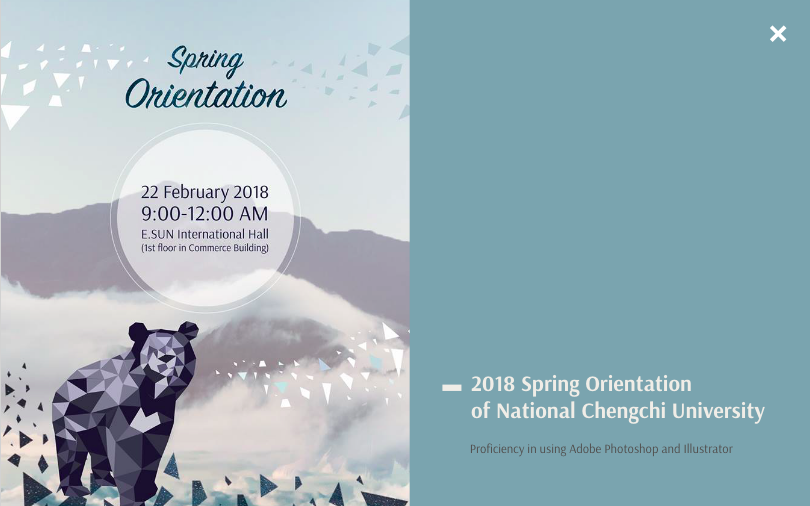 Spring
Orientation
22 February 2018
9:00-12:00 AM
E.SUN International Hall
(1st floor in Commerce Building)
2018 Spring Orientation
of National Chengchi University
Proficiency in using Adobe Photoshop and Illustrator